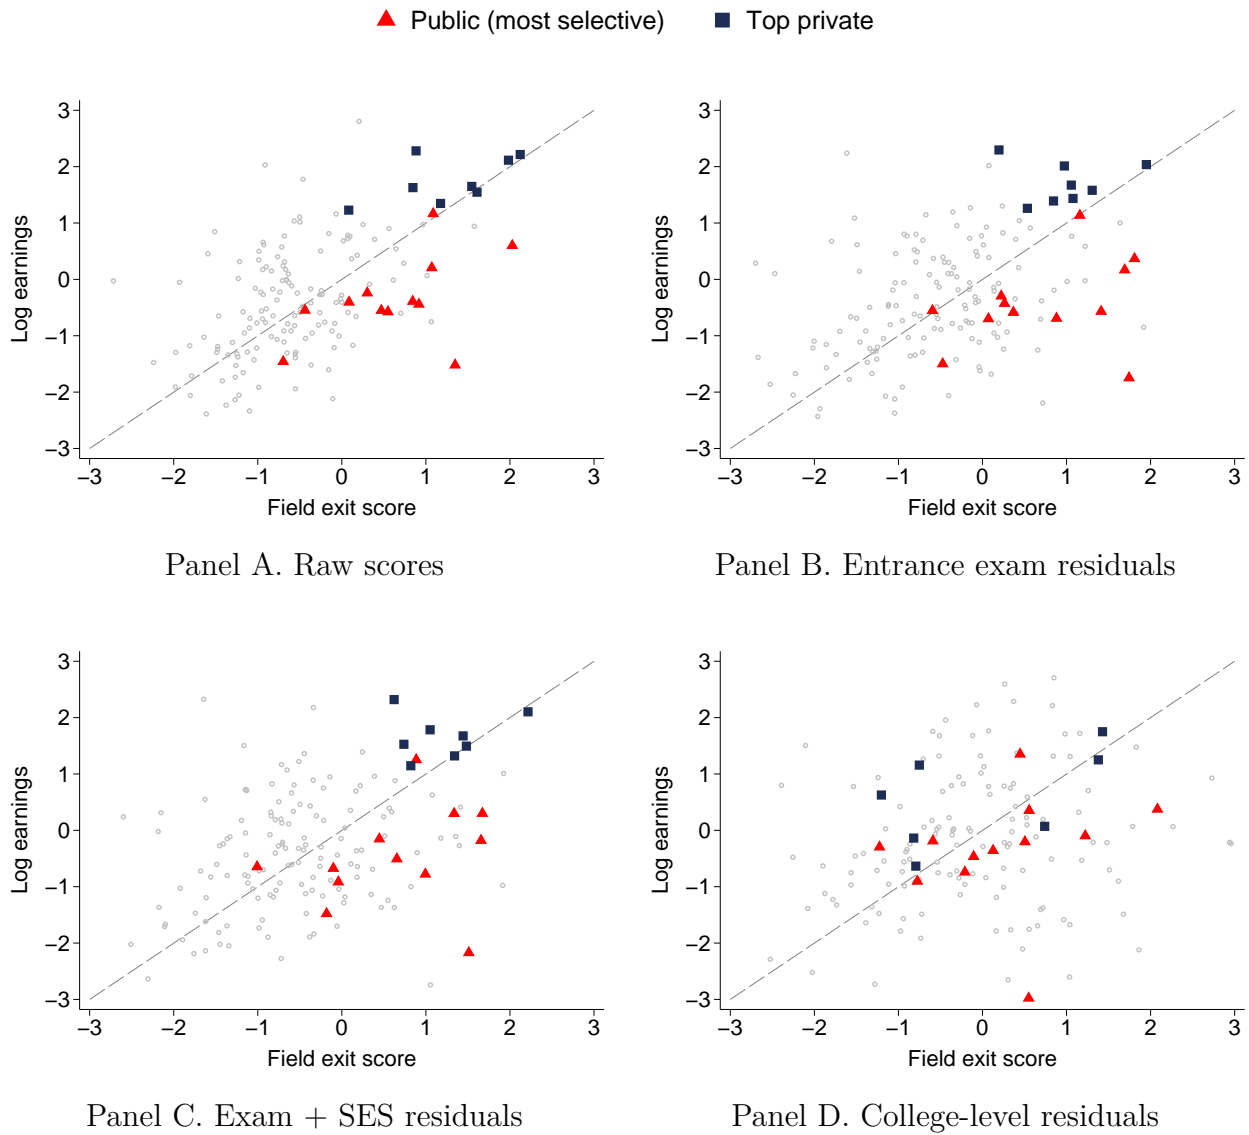 Public (most selective) Top private
3
2
1
0
−1
−2
−3
Log earnings
−3 −2 −1 0 1 2 3
Field exit score
Panel A. Raw scores
3
2
1
0
−1
−2
−3
Log earnings
−3 −2 −1 0 1 2 3
Field exit score
Panel B. Entrance exam residuals
3
2
1
0
−1
−2
−3
Log earnings
−3 −2 −1 0 1 2 3
Field exit score
Panel C. Exam + SES residuals
3
2
1
0
−1
−2
−3
Log earnings
−3 −2 −1 0 1 2 3
Field exit score
Panel D. College-level residuals